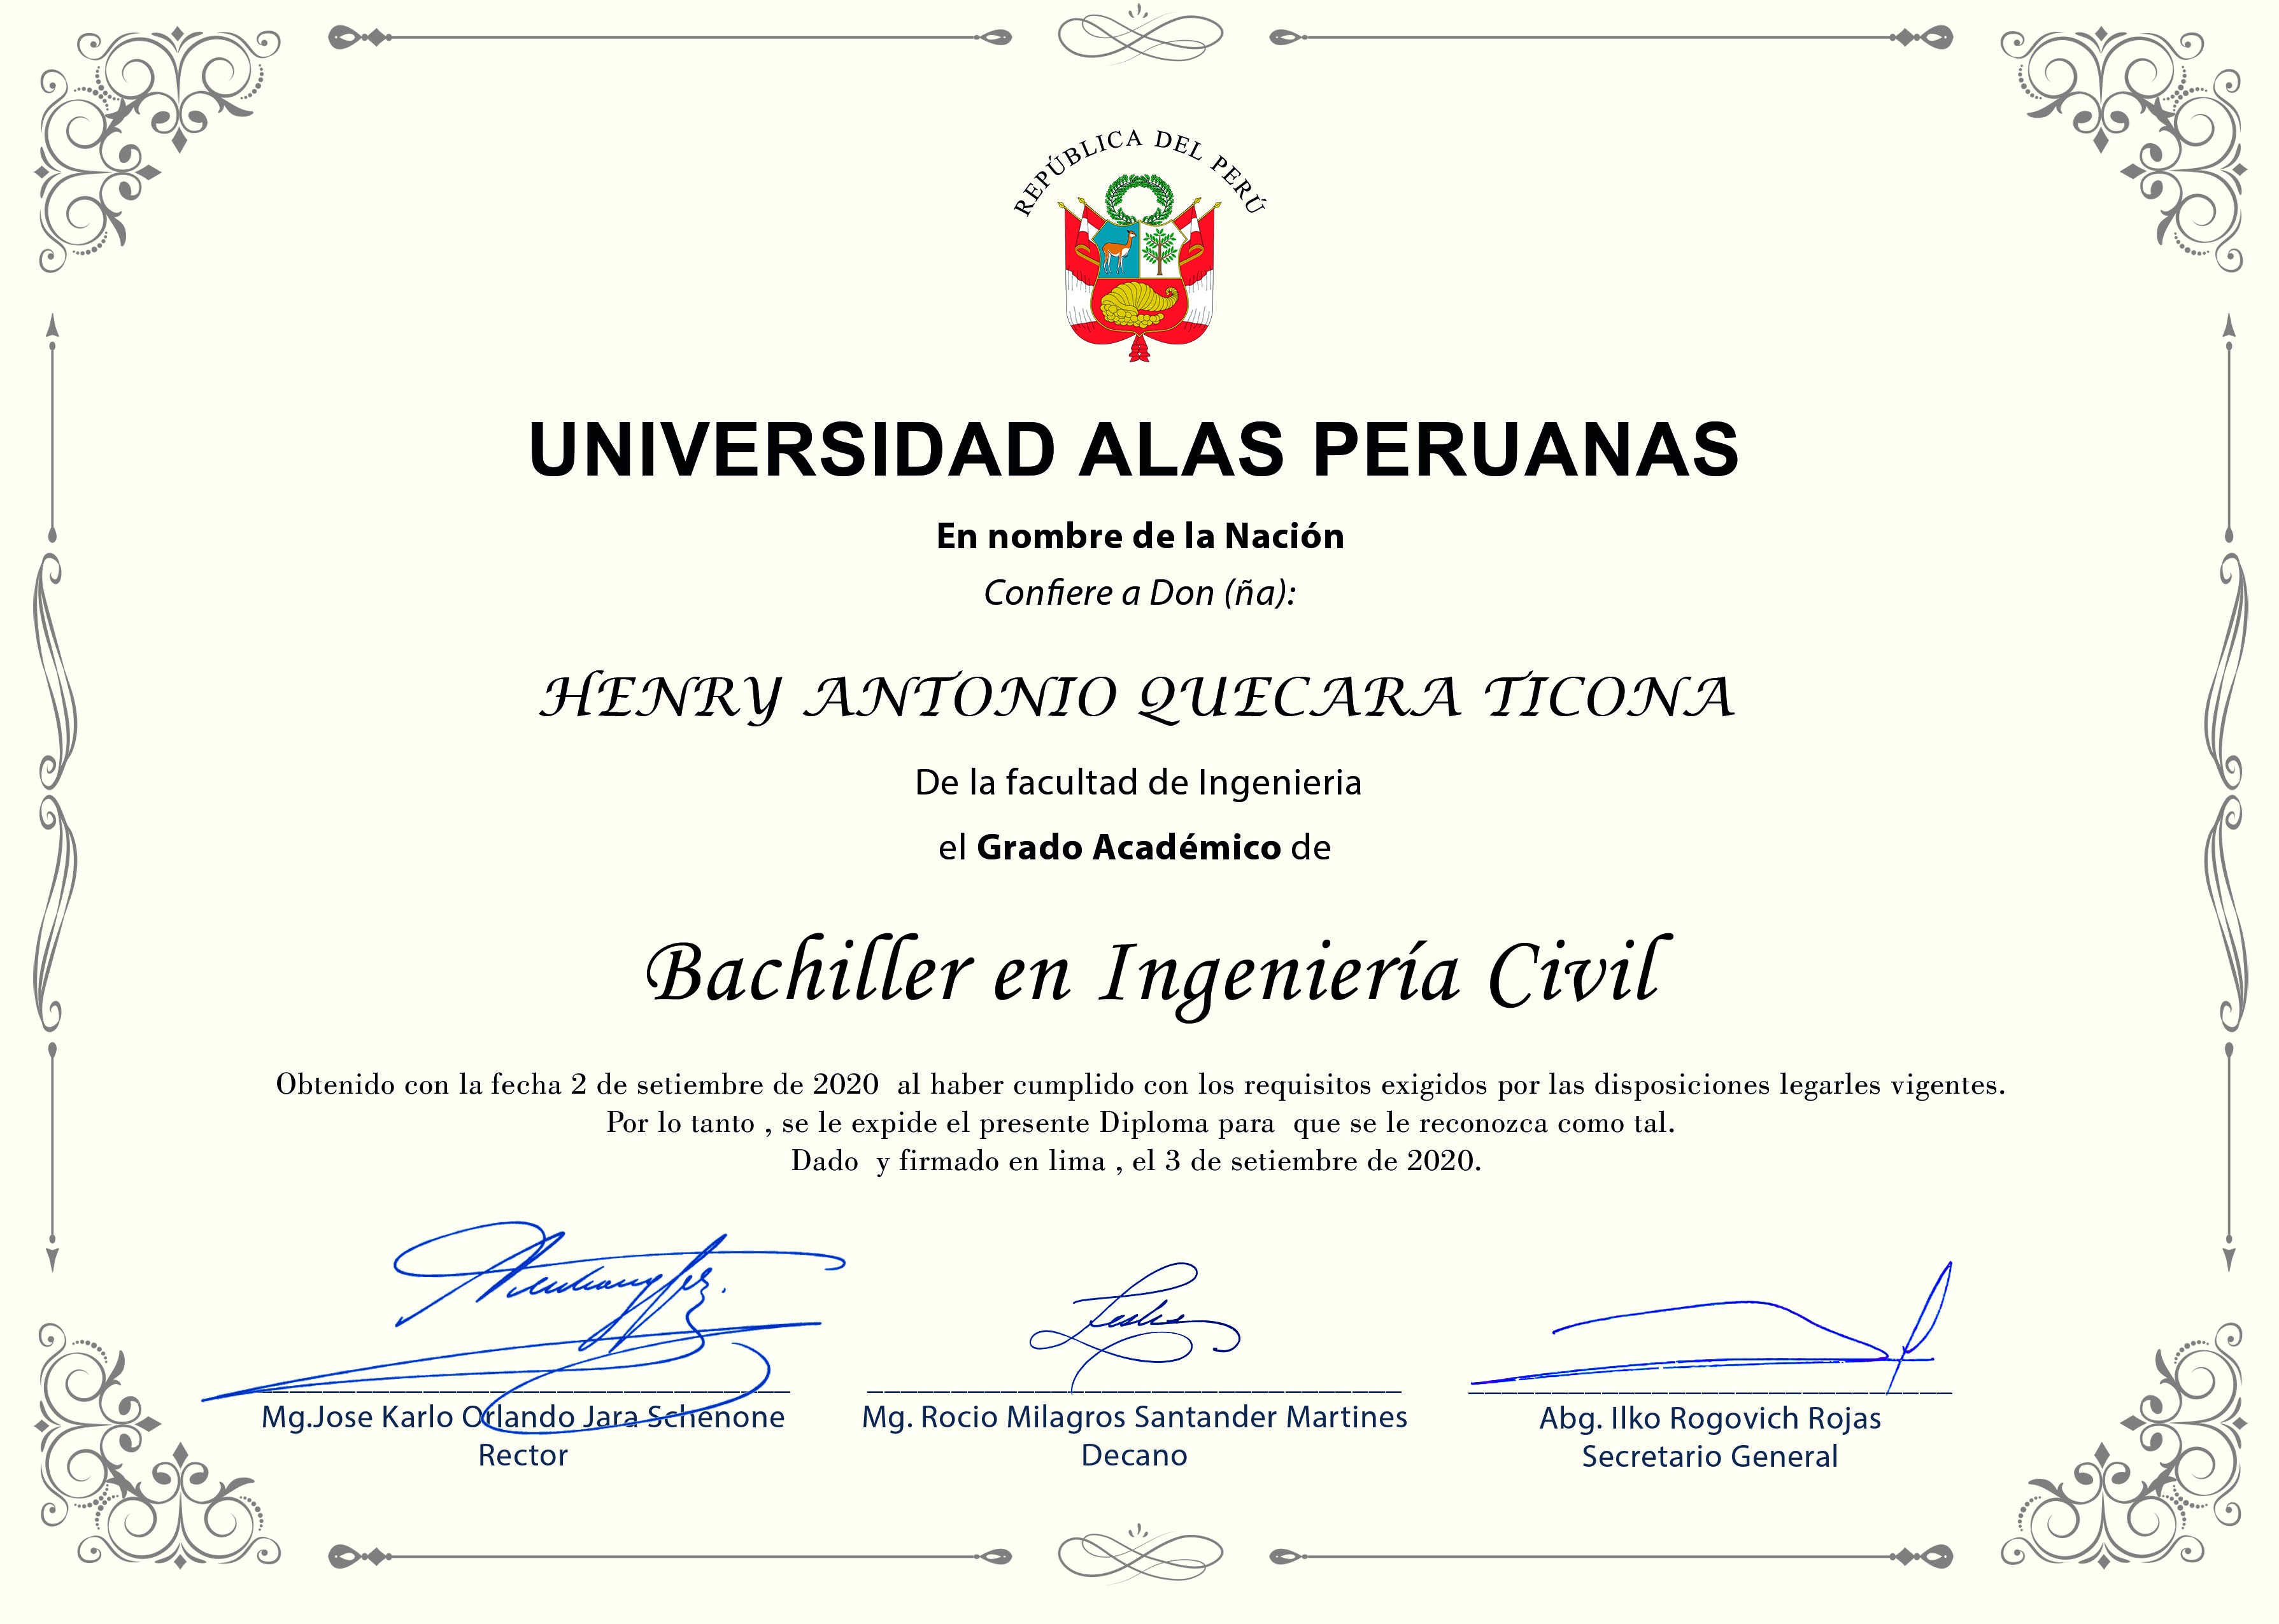 REPÚBLICA DEL PERÚ
UNIVERSIDAD ALAS PERUANAS
En nombre de la Nación
Confiere a Don (ña):
HENRY ANTONIO QUECARA TICONA
De la facultad de Ingenieria
el Grado Académico de
Bachiller en Ingeniería Civil
Obtenido con la fecha 2 de setiembre de 2020 al haber cumplido con los requisitos exigidos por las disposiciones legarles vigentes.
Por lo tanto , se le expide el presente Diploma para que se le reconozca como tal.
Dado y firmado en lima , el 3 de setiembre de 2020.
Mg.Jose Karlo Orlando Jara Schenone
Rector
Mg. Rocio Milagros Santander Martines
Decano
Abg. Ilko Rogovich Rojas
Secretario General